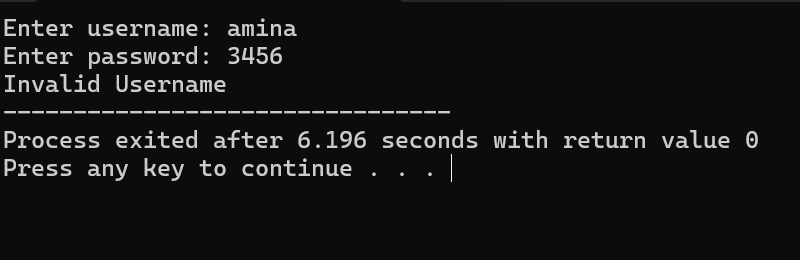 Enter username: amina
Enter password: 3456
Invalid Username
--------------------------------
Process exited after 6.196 seconds with return value 0
Press any key to continue . . .